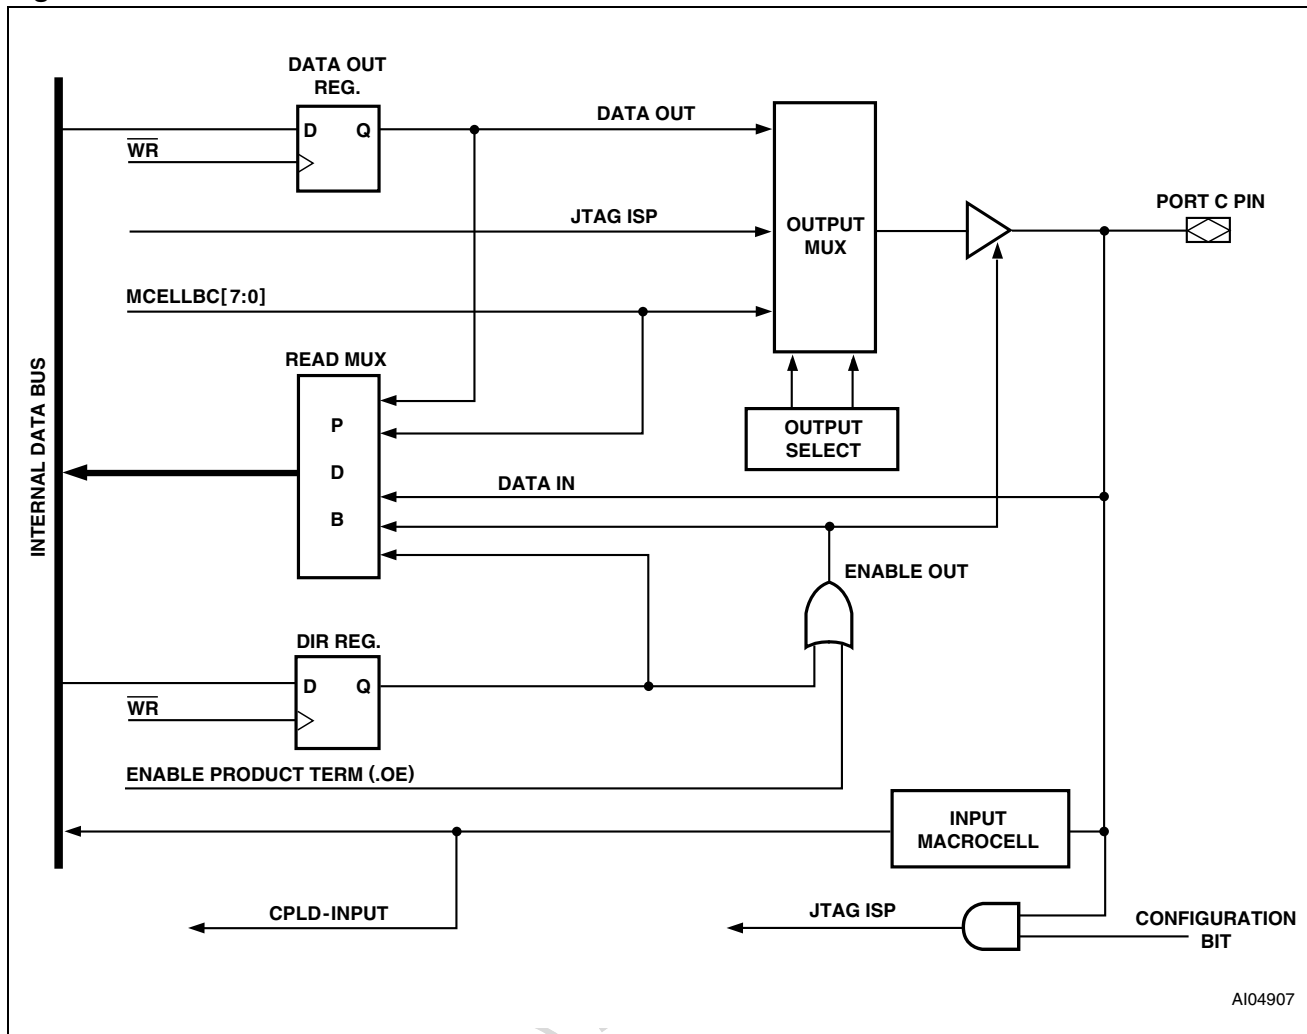 DATA OUT
REG.
D
Q
WR
DATA OUT
JTAG ISP
OUTPUT
MUX
PORT C PIN
MCELLBC[7:0]
READ MUX
P
D
B
INTERNAL DATA BUS
OUTPUT
SELECT
DATA IN
ENABLE OUT
DIR REG.
D
Q
WR
ENABLE PRODUCT TERM (.OE)
INPUT
MACROCELL
CPLD-INPUT
JTAG ISP
CONFIGURATION
BIT
AI04907